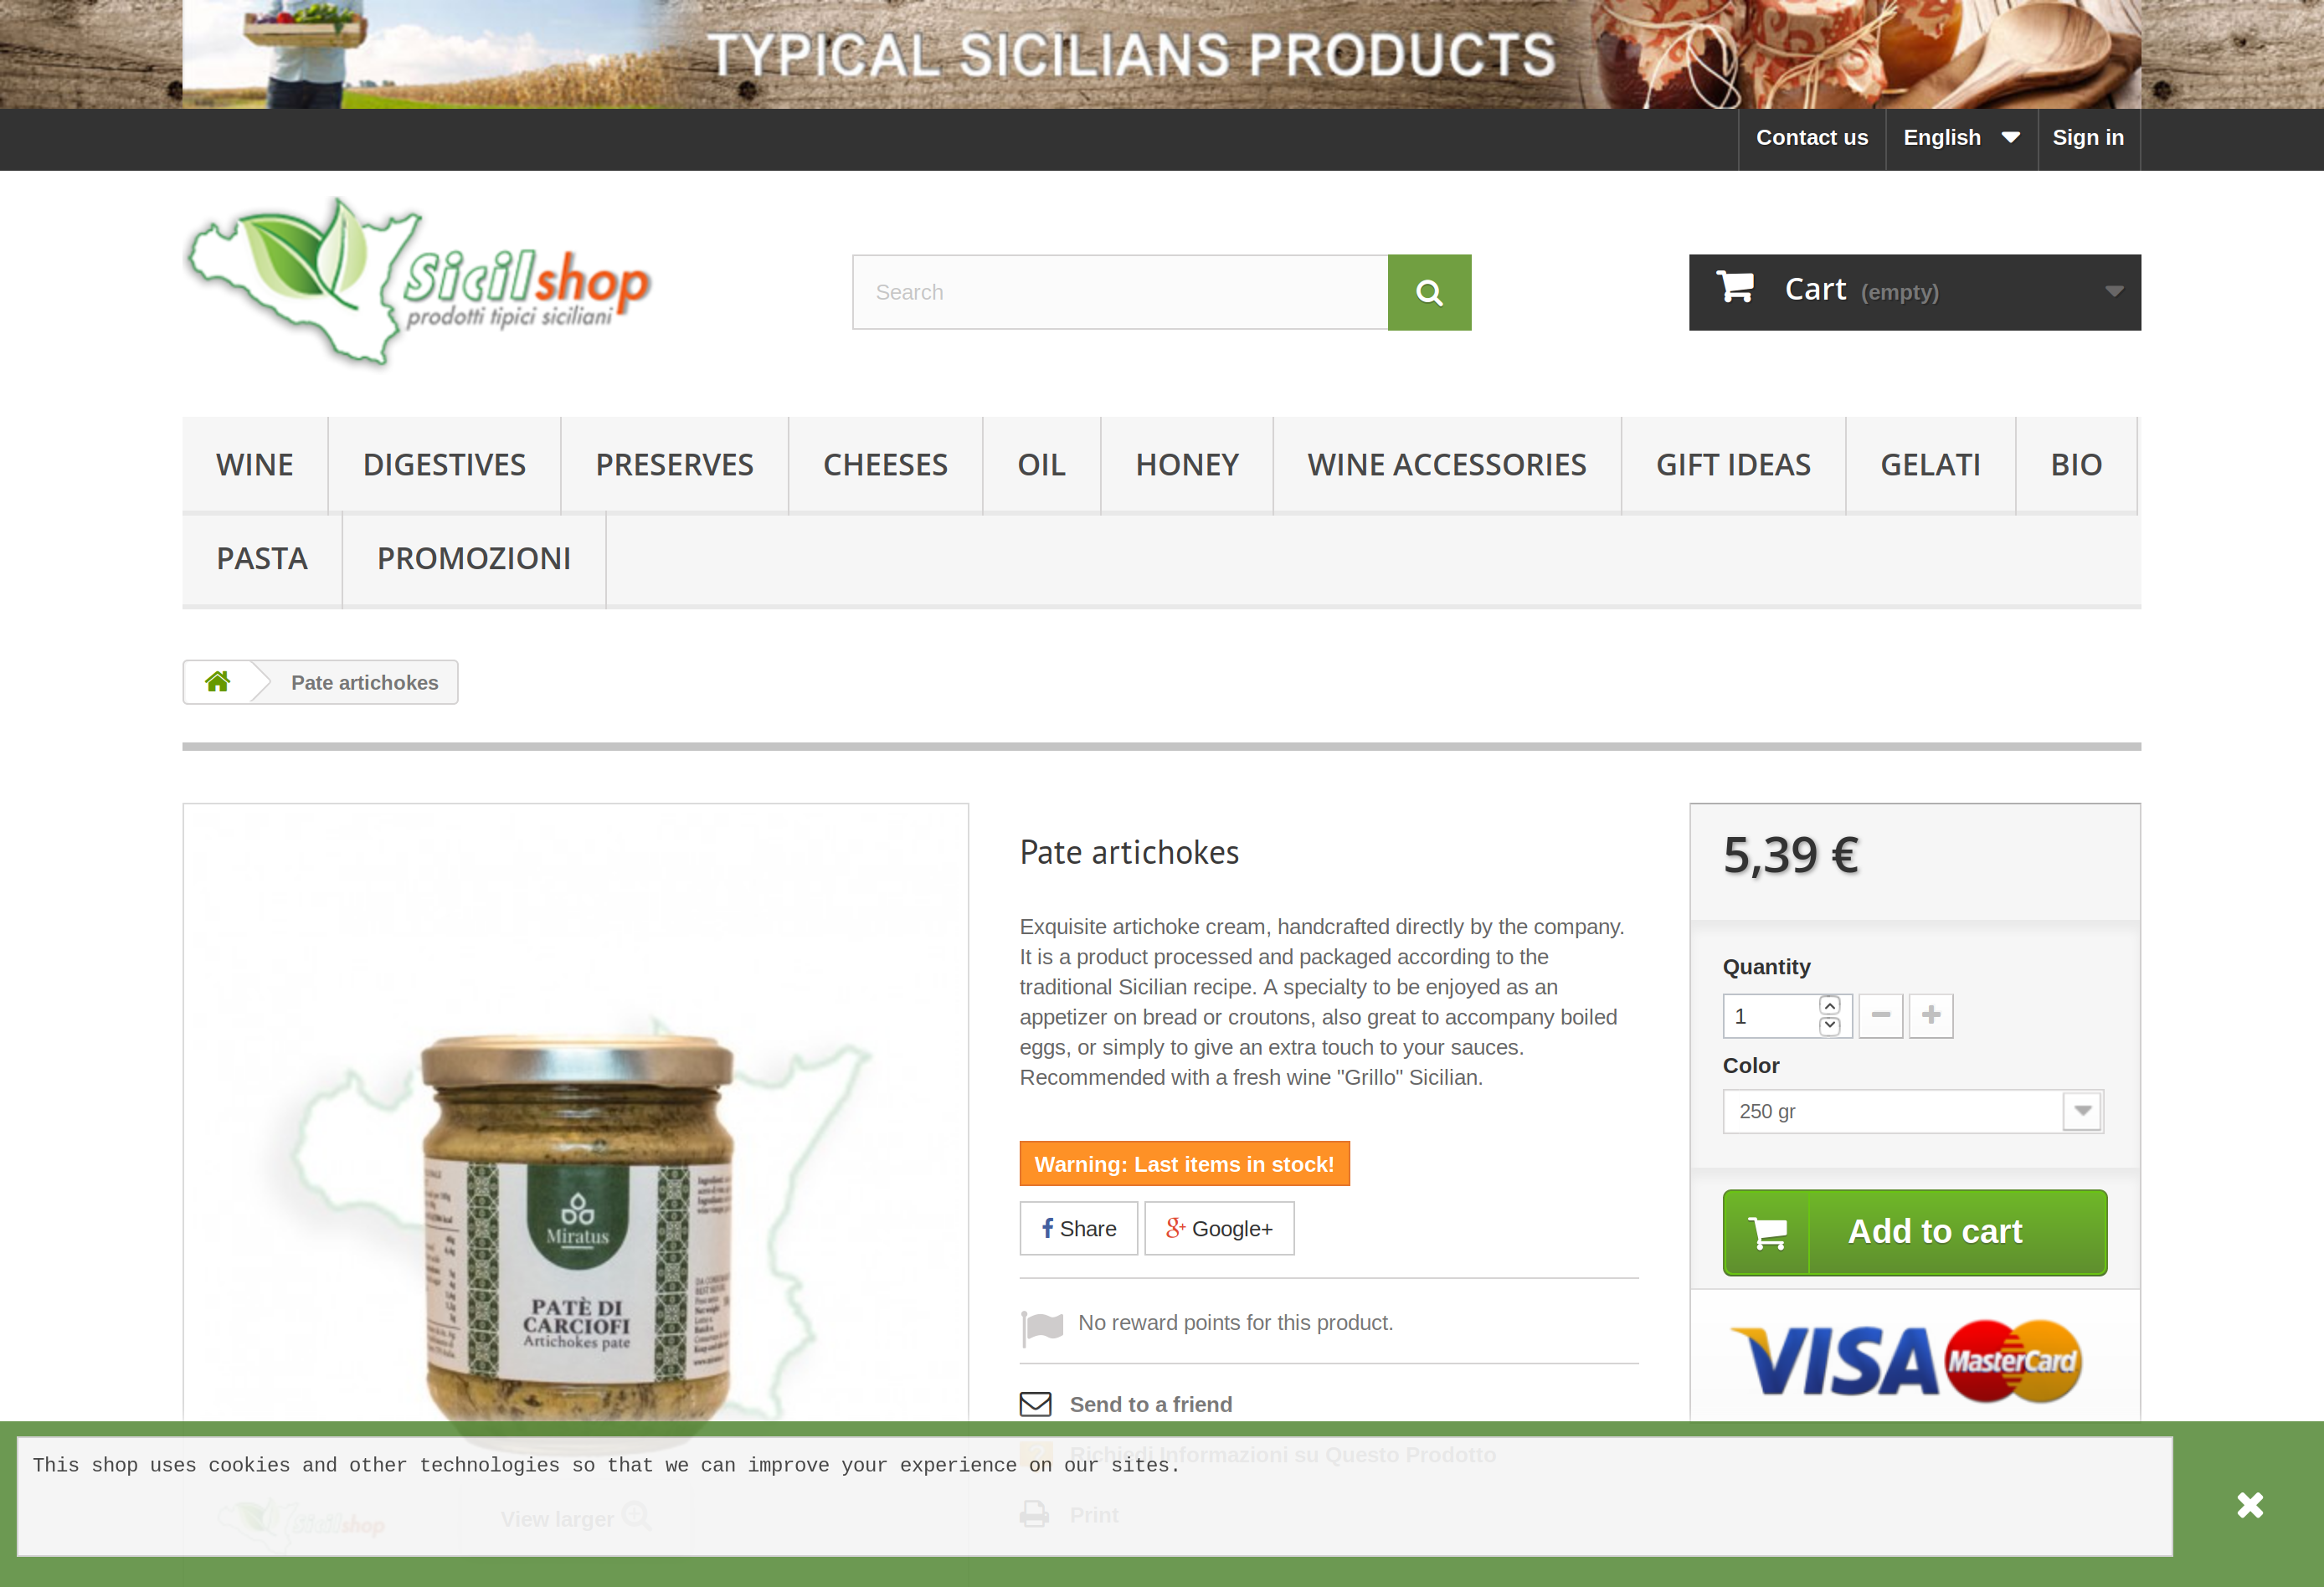 TYPICAL SICILIANS PRODUCTS
Contact us
English
Sign in
Sicilshop
prodotti tipici siciliani
Search
Cart (empty)
WINE
DIGESTIVES
PRESERVES
CHEESES
OIL
HONEY
WINE ACCESSORIES
GIFT IDEAS
GELATI
BIO
PASTA
PROMOZIONI
Pate artichokes
Miratus
PATÈ DI
CARCIOFI
Artichokes pate
Pate artichokes
Exquisite artichoke cream, handcrafted directly by the company.
It is a product processed and packaged according to the
traditional Sicilian recipe. A specialty to be enjoyed as an
appetizer on bread or croutons, also great to accompany boiled
eggs, or simply to give an extra touch to your sauces.
Recommended with a fresh wine "Grillo" Sicilian.
Warning: Last items in stock!
Share
Google+
No reward points for this product.
Send to a friend
Richiedi Informazioni su Questo Prodotto
Print
5,39 €
Quantity
1
Color
250 gr
Add to cart
VISA
MasterCard
This shop uses cookies and other technologies so that we can improve your experience on our sites.
View larger
Sicilshop